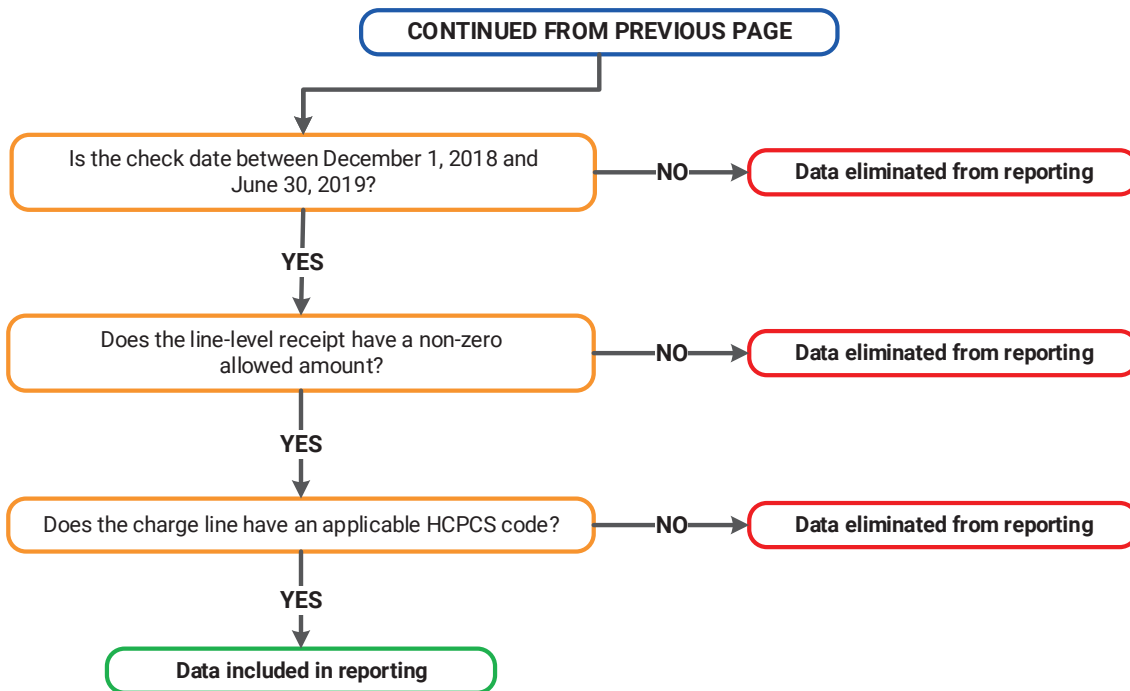 CONTINUED FROM PREVIOUS PAGE
Is the check date between December 1, 2018 and
June 30, 2019?
NO
Data eliminated from reporting
YES
Does the line-level receipt have a non-zero
allowed amount?
NO
Data eliminated from reporting
YES
Does the charge line have an applicable HCPCS code?
NO
Data eliminated from reporting
YES
Data included in reporting